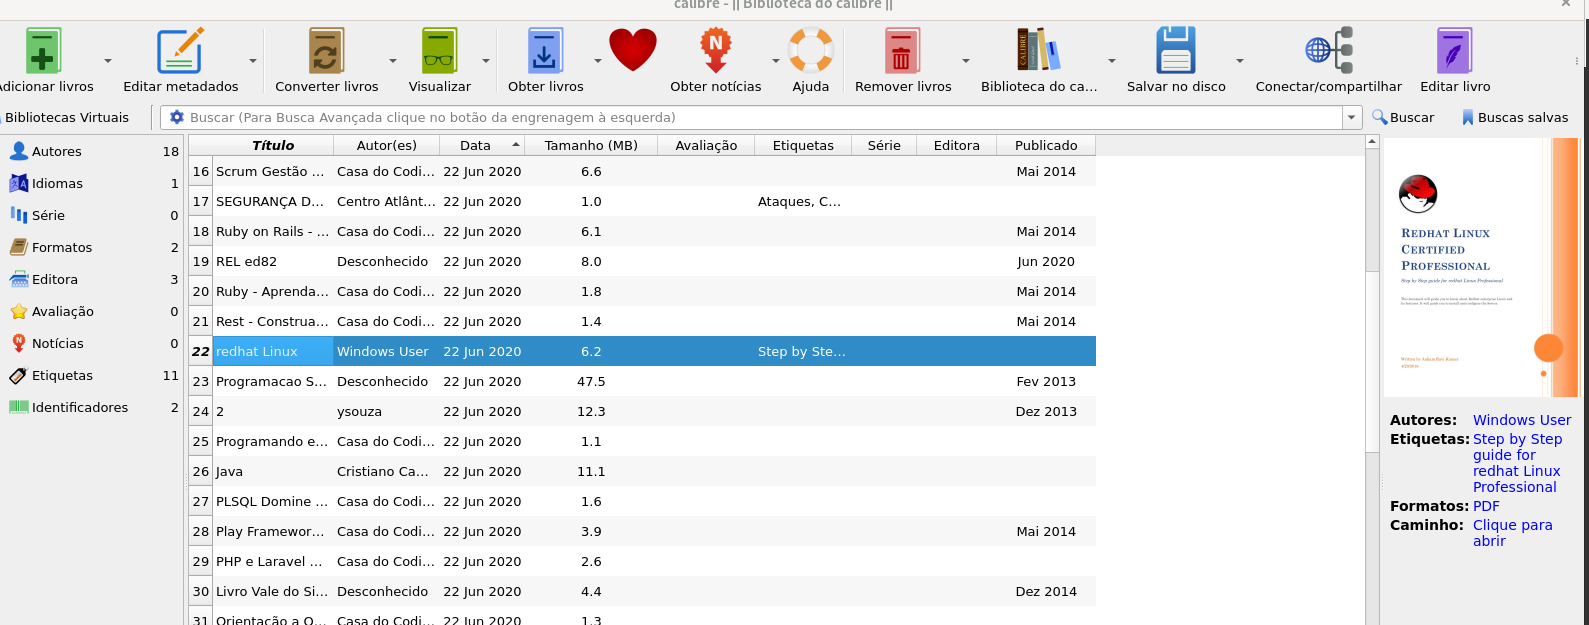 calibre - || Biblioteca do calibre ||
Adicionar livros Editar metadados Converter livros Visualizar Obter livros Obter notícias Ajuda Remover livros Biblioteca do ca... Salvar no disco Conectar/compartilhar Editar livro
Bibliotecas Virtuais Buscar (Para Busca Avançada clique no botão da engrenagem à esquerda) Buscar Buscas salvas
Autores 18
Idiomas 1
Série 0
Formatos 2
Editora 3
Avaliação 0
Notícias 0
Etiquetas 11
Identificadores 2
Título Autor(es) Data Tamanho (MB) Avaliação Etiquetas Série Editora Publicado
16 Scrum Gestão ... Casa do Codi... 22 Jun 2020 6.6 Mai 2014
17 SEGURANÇA D... Centro Atlânt... 22 Jun 2020 1.0 Ataques, C...
18 Ruby on Rails - ... Casa do Codi... 22 Jun 2020 6.1 Mai 2014
19 REL ed82 Desconhecido 22 Jun 2020 8.0 Jun 2020
20 Ruby - Aprenda... Casa do Codi... 22 Jun 2020 1.8 Mai 2014
21 Rest - Construa... Casa do Codi... 22 Jun 2020 1.4 Mai 2014
22 redhat Linux Windows User 22 Jun 2020 6.2 Step by Ste...
23 Programacao S... Desconhecido 22 Jun 2020 47.5 Fev 2013
24 2 ysouza 22 Jun 2020 12.3 Dez 2013
25 Programando e... Casa do Codi... 22 Jun 2020 1.1
26 Java Cristiano Ca... 22 Jun 2020 11.1
27 PLSQL Domine ... Casa do Codi... 22 Jun 2020 1.6
28 Play Framewor... Casa do Codi... 22 Jun 2020 3.9 Mai 2014
29 PHP e Laravel ... Casa do Codi... 22 Jun 2020 2.6
30 Livro Vale do Si... Desconhecido 22 Jun 2020 4.4 Dez 2014
31 Orientação a O... Casa do Codi... 22 Jun 2020 1.3
REDHAT LINUX
CERTIFIED
PROFESSIONAL
Step by Step guide for redhat Linux Professional
Autores: Windows User
Etiquetas: Step by Step
guide for
redhat Linux
Professional
Formatos: PDF
Caminho: Clique para
abrir